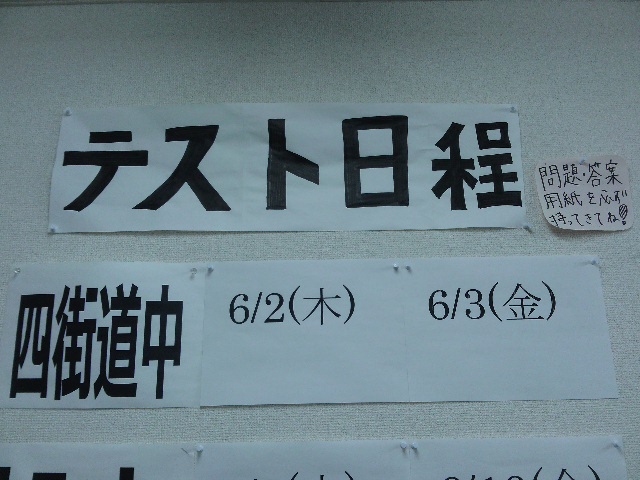 テスト日程
問題・答案
用紙を必ず
持ってきてね!!
四街道中
6/2(木)
6/3(金)